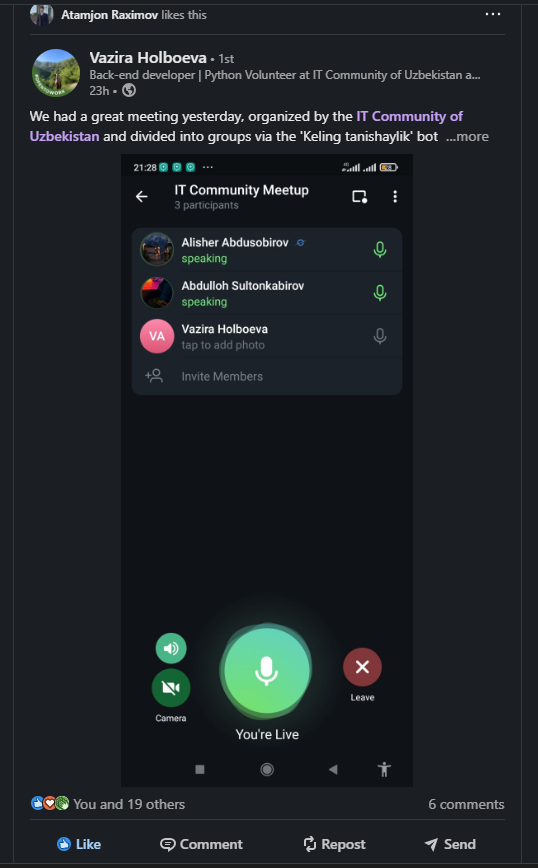 Atamjon Raximov likes this
Vazira Holboeva • 1st
Back-end developer | Python Volunteer at IT Community of Uzbekistan a...
23h •
We had a great meeting yesterday, organized by the IT Community of
Uzbekistan and divided into groups via the 'Keling tanishaylik' bot ...more
21:28
IT Community Meetup
3 participants
Alisher Abdusobirov
speaking
Abdulloh Sultonkabirov
speaking
VA
Vazira Holboeva
tap to add photo
Invite Members
Camera
Leave
You're Live
You and 19 others
6 comments
Like
Comment
Repost
Send